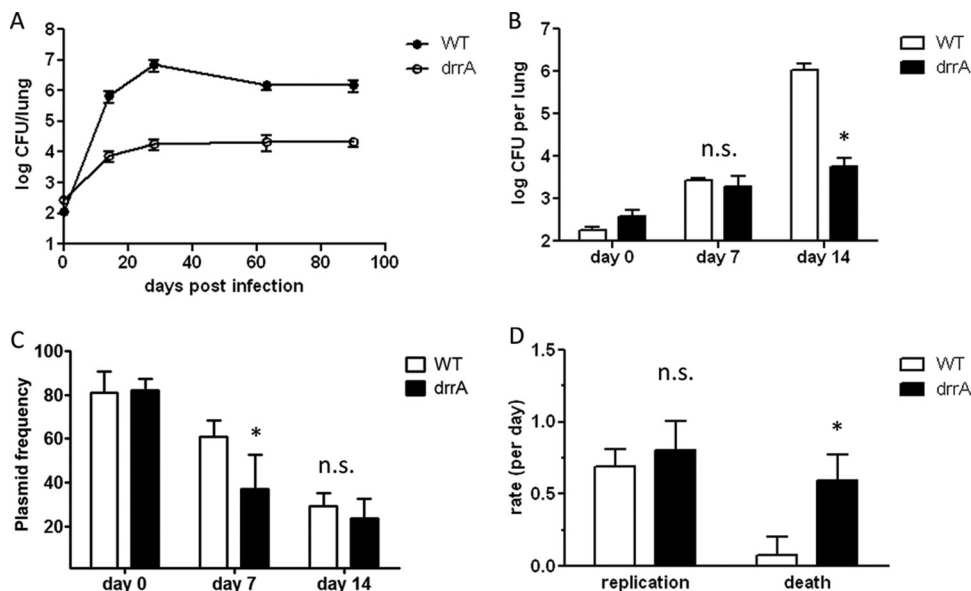 A
log CFU/lung
8
7
6
5
4
3
2
1
0 20 40 60 80 100
days post infection
WT
drrA
B
log CFU per lung
7
6
5
4
3
2
n.s.
*
day 0 day 7 day 14
WT
drrA
C
Plasmid frequency
100
80
60
40
20
*
n.s.
day 0 day 7 day 14
WT
drrA
D
rate (per day)
1.5
1.0
0.5
0.0
n.s.
*
replication death
WT
drrA